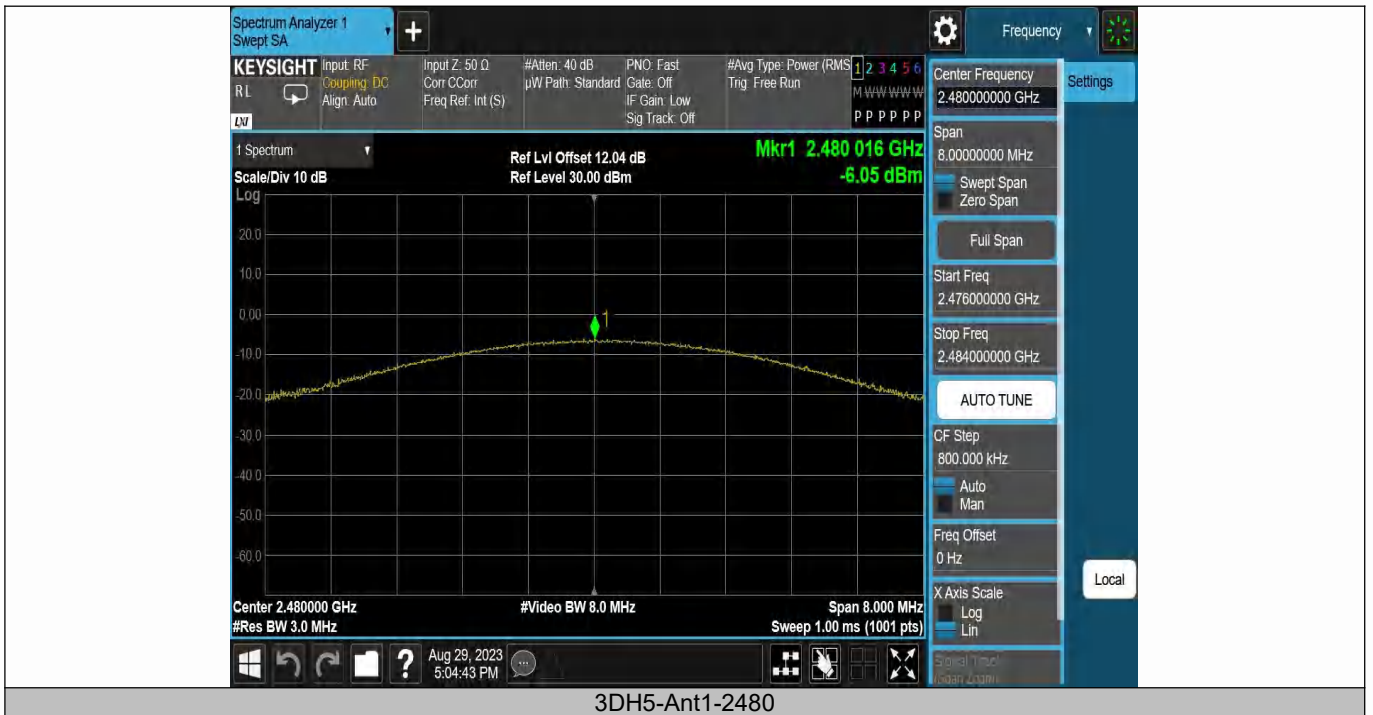 Spectrum Analyzer 1
Swept SA
+
Frequency
KEYSIGHT
RL
LXI
Input: RF
Coupling: DC
Align: Auto
Input Z: 50 Ω
Corr CCorr
Freq Ref: Int (S)
#Atten: 40 dB
µW Path: Standard
PNO: Fast
Gate: Off
IF Gain: Low
Sig Track: Off
#Avg Type: Power (RMS
Trig: Free Run
1 2 3 4 5 6
M W W W W W
P P P P P P
1 Spectrum
Scale/Div 10 dB
Ref Lvl Offset 12.04 dB
Ref Level 30.00 dBm
Mkr1 2.480 016 GHz
-6.05 dBm
Log
20.0
10.0
0.00
-10.0
-20.0
-30.0
-40.0
-50.0
-60.0
1
Center 2.480000 GHz
#Res BW 3.0 MHz
#Video BW 8.0 MHz
Span 8.000 MHz
Sweep 1.00 ms (1001 pts)
Center Frequency
2.480000000 GHz
Settings
Span
8.00000000 MHz
Swept Span
Zero Span
Full Span
Start Freq
2.476000000 GHz
Stop Freq
2.484000000 GHz
AUTO TUNE
CF Step
800.000 kHz
Auto
Man
Freq Offset
0 Hz
X Axis Scale
Log
Lin
Signal Track
(Span Zoom)
Local
?
Aug 29, 2023
5:04:43 PM
3DH5-Ant1-2480